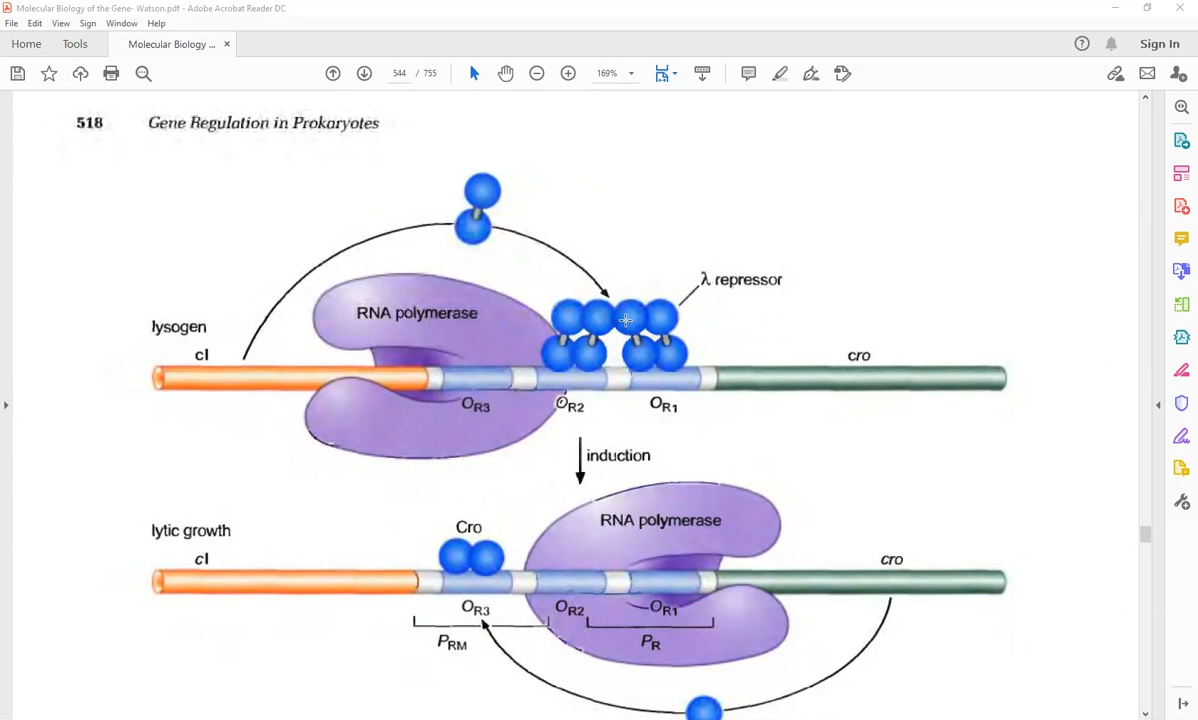 Molecular Biology of the Gene- Watson.pdf - Adobe Acrobat Reader DC
File Edit View Sign Window Help
Home Tools Molecular Biology ... × Sign In
544 / 755 169%
518 Gene Regulation in Prokaryotes
λ repressor
RNA polymerase
lysogen
cI cro
OR3 OR2 OR1
induction
RNA polymerase
Cro
lytic growth
cI cro
OR3 OR2 OR1
PRM PR